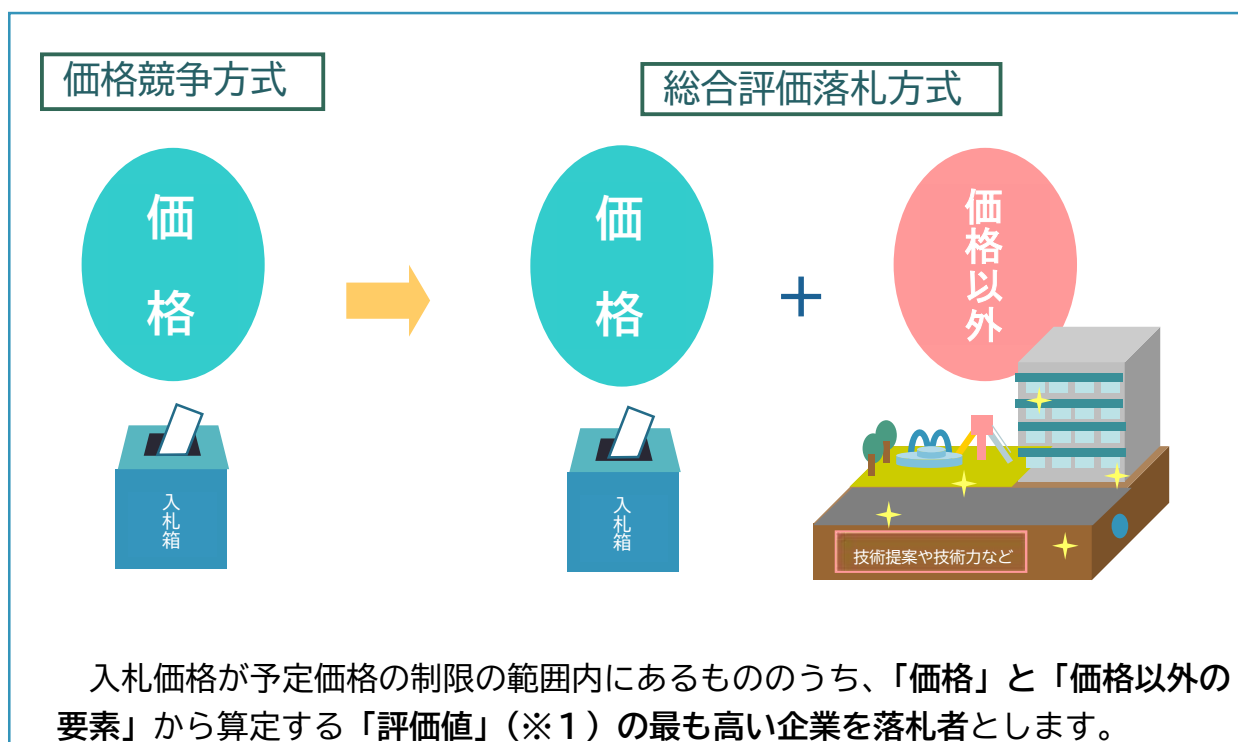 価格競争方式
総合評価落札方式
価格
価格
+
価格以外
入札箱
入札箱
技術提案や技術力など
入札価格が予定価格の制限の範囲内にあるもののうち、「価格」と「価格以外の
要素」から算定する「評価値」(※1)の最も高い企業を落札者とします。